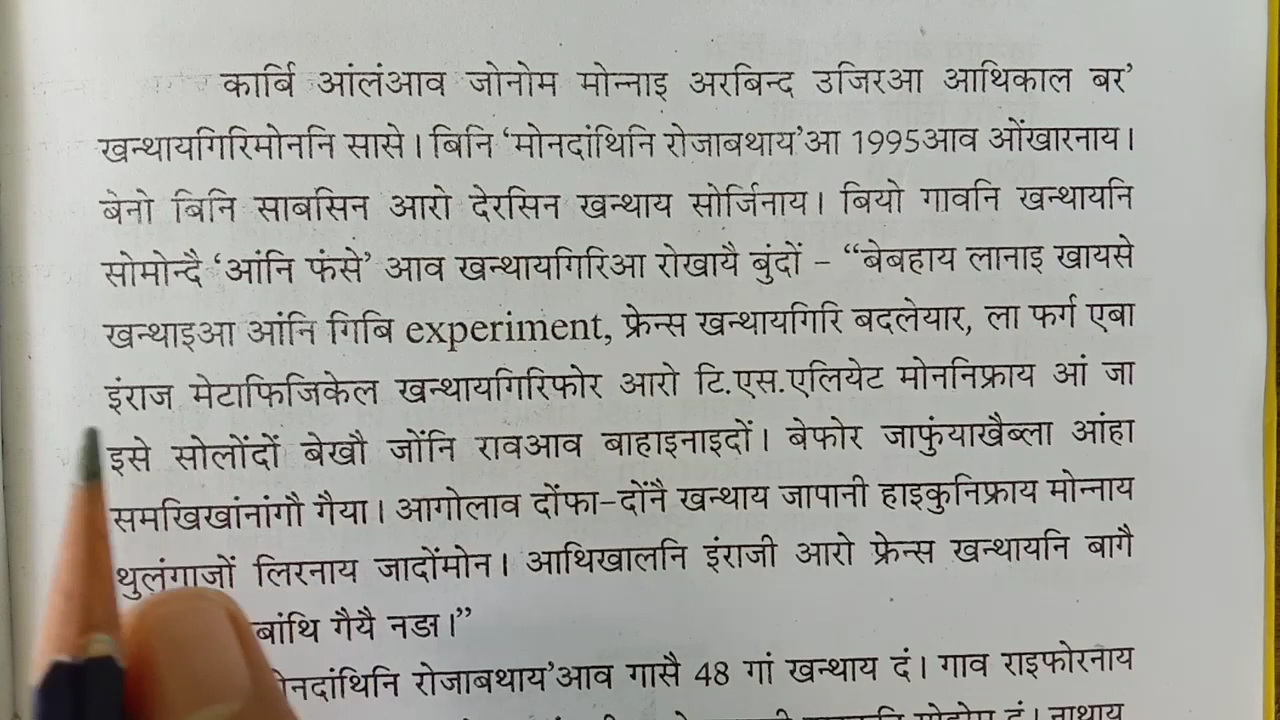 कार्बि आंलंआव जोनोम मोन्नाइ अरबिन्द उजिरआ आथिकाल बर'
खन्थायगिरिमोननि सासे। बिनि 'मोनदांथिनि रोजाबथाय'आ 1995आव ओंखारनाय।
बेनो बिनि साबसिन आरो देरसिन खन्थाय सोर्जिनाय। बियो गावनि खन्थायनि
सोमोन्दै 'आंनि फंसे' आव खन्थायगिरिआ रोखायै बुंदों – “बेबहाय लानाइ खायसे
खन्थाइआ आंनि गिबि experiment, फ्रेन्स खन्थायगिरि बदलेयार, ला फर्ग एबा
इंराज मेटाफिजिकेल खन्थायगिरिफोर आरो टि.एस.एलियेट मोननिफ्राय आं जा
इसे सोलोंदों बेखौ जोंनि रावआव बाहाइनाइदों। बेफोर जाफुंयाखैब्ला आंहा
समखिखांनांगौ गैया। आगोलाव दोंफा-दोंनै खन्थाय जापानी हाइकुनिफ्राय मोन्नाय
थुलंगाजों लिरनाय जादोंमोन। आथिखालनि इंराजी आरो फ्रेन्स खन्थायनि बागै
बांथि गैयै नङा।”
रोजाबथाय'आव गासै 48 गां खन्थाय दं। गाव राइफोरनाय